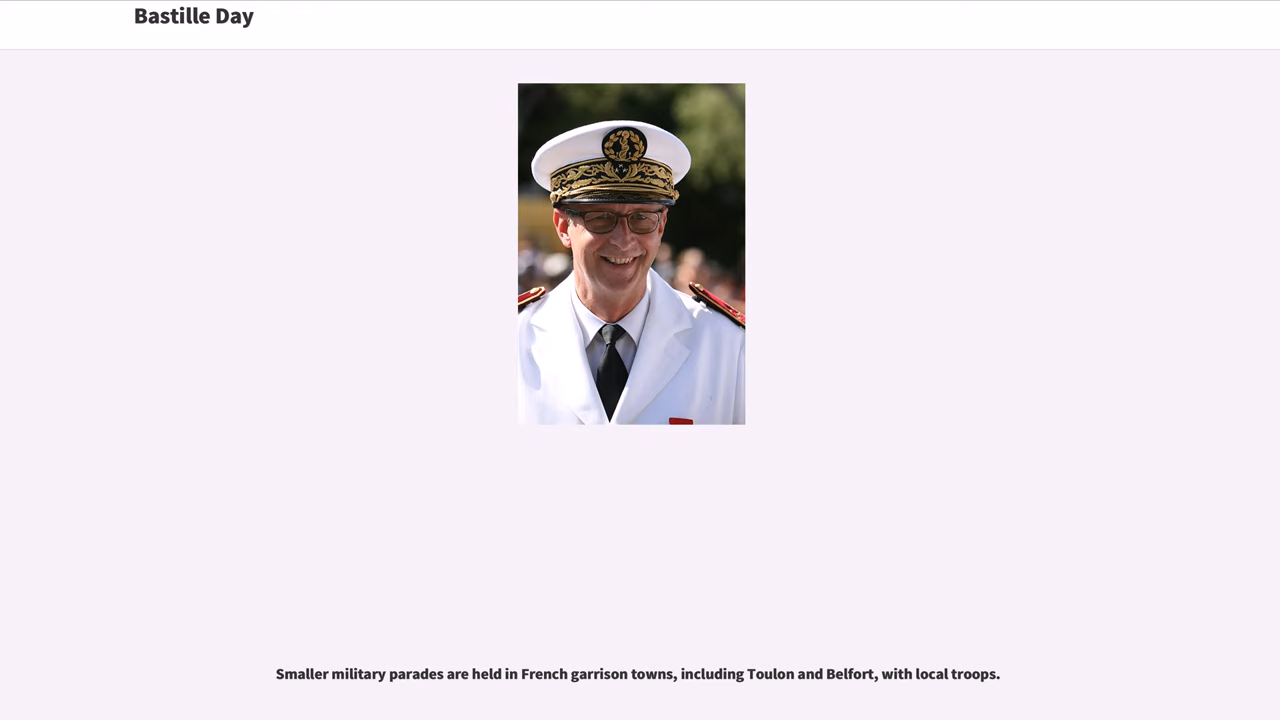 Bastille Day
Smaller military parades are held in French garrison towns, including Toulon and Belfort, with local troops.